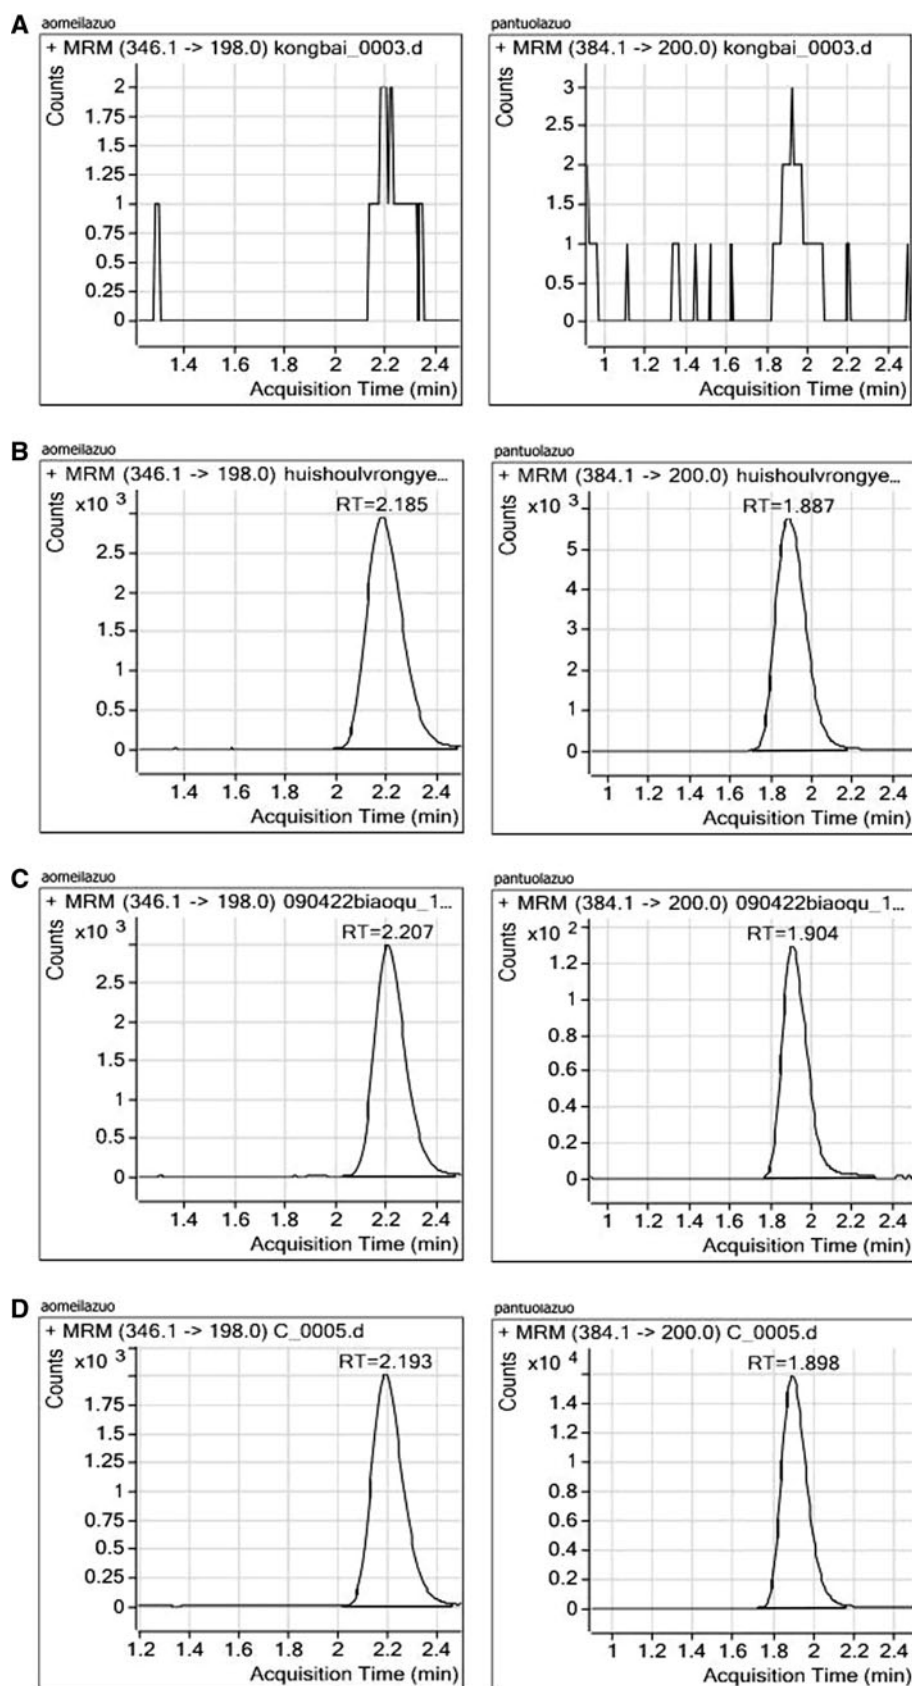 A
aomeilazuo
+ MRM (346.1 -> 198.0) kongbai_0003.d
Counts
2
1.75
1.5
1.25
1
0.75
0.5
0.25
0
1.4 1.6 1.8 2 2.2 2.4
Acquisition Time (min)
pantuolazuo
+ MRM (384.1 -> 200.0) kongbai_0003.d
Counts
3
2.5
2
1.5
1
0.5
0
1 1.2 1.4 1.6 1.8 2 2.2 2.4
Acquisition Time (min)
B
aomeilazuo
+ MRM (346.1 -> 198.0) huishoulvrongye...
Counts
x10 3
RT=2.185
2.5
2
1.5
1
0.5
0
1.4 1.6 1.8 2 2.2 2.4
Acquisition Time (min)
pantuolazuo
+ MRM (384.1 -> 200.0) huishoulvrongye...
Counts
x10 3
RT=1.887
5
4
3
2
1
0
1 1.2 1.4 1.6 1.8 2 2.2 2.4
Acquisition Time (min)
C
aomeilazuo
+ MRM (346.1 -> 198.0) 090422biaoqu_1...
Counts
x10 3
RT=2.207
2.5
2
1.5
1
0.5
0
1.4 1.6 1.8 2 2.2 2.4
Acquisition Time (min)
pantuolazuo
+ MRM (384.1 -> 200.0) 090422biaoqu_1...
Counts
x10 2
RT=1.904
1.2
1
0.8
0.6
0.4
0.2
0
1 1.2 1.4 1.6 1.8 2 2.2 2.4
Acquisition Time (min)
D
aomeilazuo
+ MRM (346.1 -> 198.0) C_0005.d
Counts
x10 3
RT=2.193
1.75
1.5
1.25
1
0.75
0.5
0.25
0
1.2 1.4 1.6 1.8 2 2.2 2.4
Acquisition Time (min)
pantuolazuo
+ MRM (384.1 -> 200.0) C_0005.d
Counts
x10 4
RT=1.898
1.4
1.2
1
0.8
0.6
0.4
0.2
0
1 1.2 1.4 1.6 1.8 2 2.2 2.4
Acquisition Time (min)